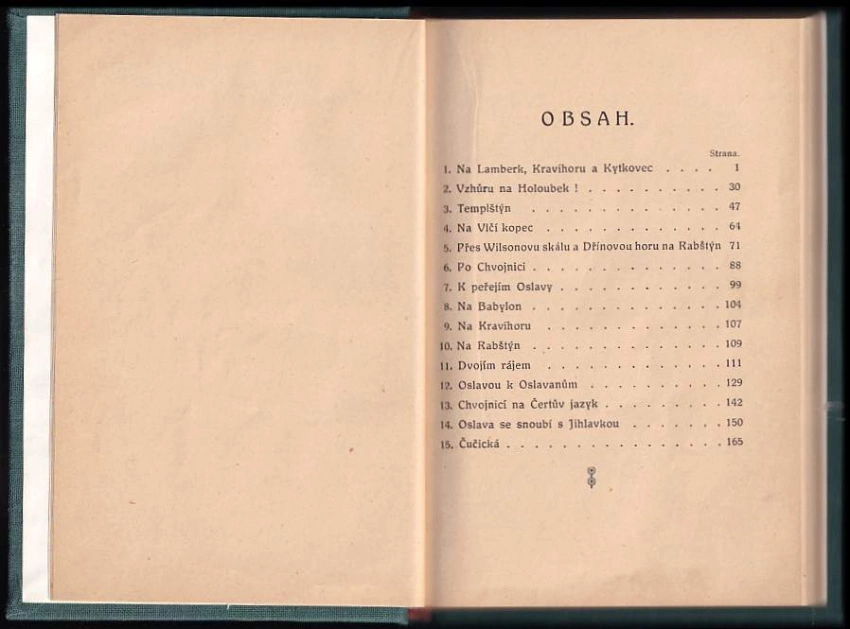 OBSAH.
Strana.
1. Na Lamberk, Kravíhoru a Kytkovec . . . . 1
2. Vzhůru na Holoubek ! . . . . . . . . . . 30
3. Templštýn . . . . . . . . . . . . . 47
4. Na Vlčí kopec . . . . . . . . . . . . 64
5. Přes Wilsonovu skálu a Dřínovou horu na Rabštýn 71
6. Po Chvojnici . . . . . . . . . . . . . 88
7. K peřejím Oslavy . . . . . . . . . . . 99
8. Na Babylon . . . . . . . . . . . . . 104
9. Na Kravíhoru . . . . . . . . . . . . 107
10. Na Rabštýn . . . . . . . . . . . . . 109
11. Dvojím rájem . . . . . . . . . . . . 111
12. Oslavou k Oslavanům . . . . . . . . . 129
13. Chvojnicí na Čertův jazyk . . . . . . . . 142
14. Oslava se snoubí s Jihlavkou . . . . . . . 150
15. Čučická . . . . . . . . . . . . . . . 165